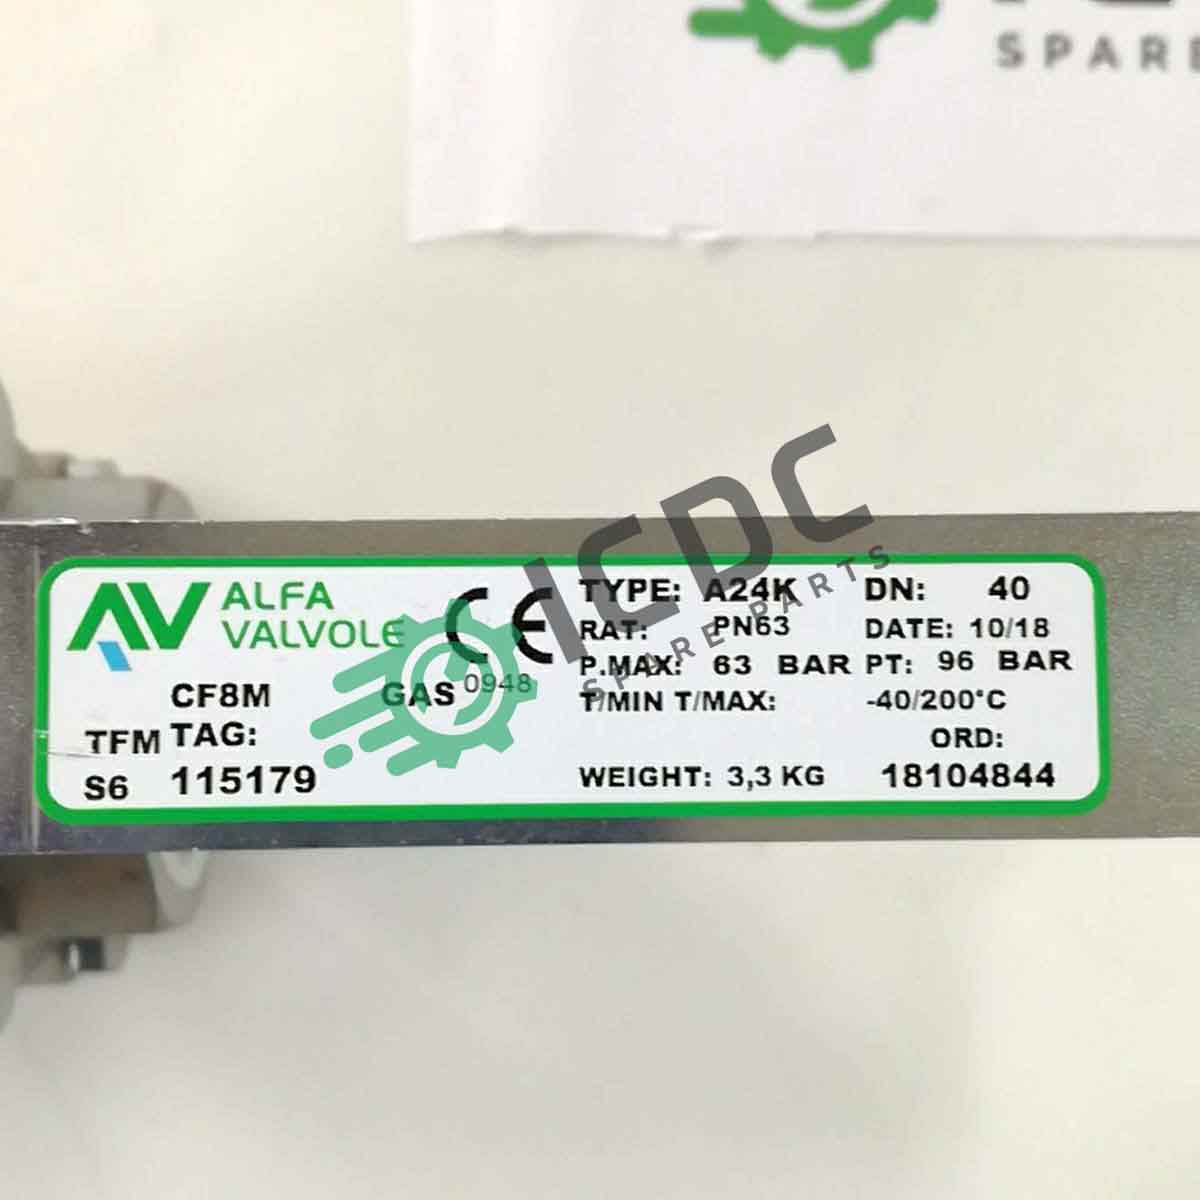 SPARE
AV ALFA
VALVOLE
CE
0948
CF8M GAS
TFM TAG:
S6 115179
TYPE: A24K DN: 40
RAT: PN63 DATE: 10/18
P.MAX: 63 BAR PT: 96 BAR
T/MIN T/MAX: -40/200°C
ORD:
WEIGHT: 3,3 KG 18104844
ICDC
SPARE PARTS